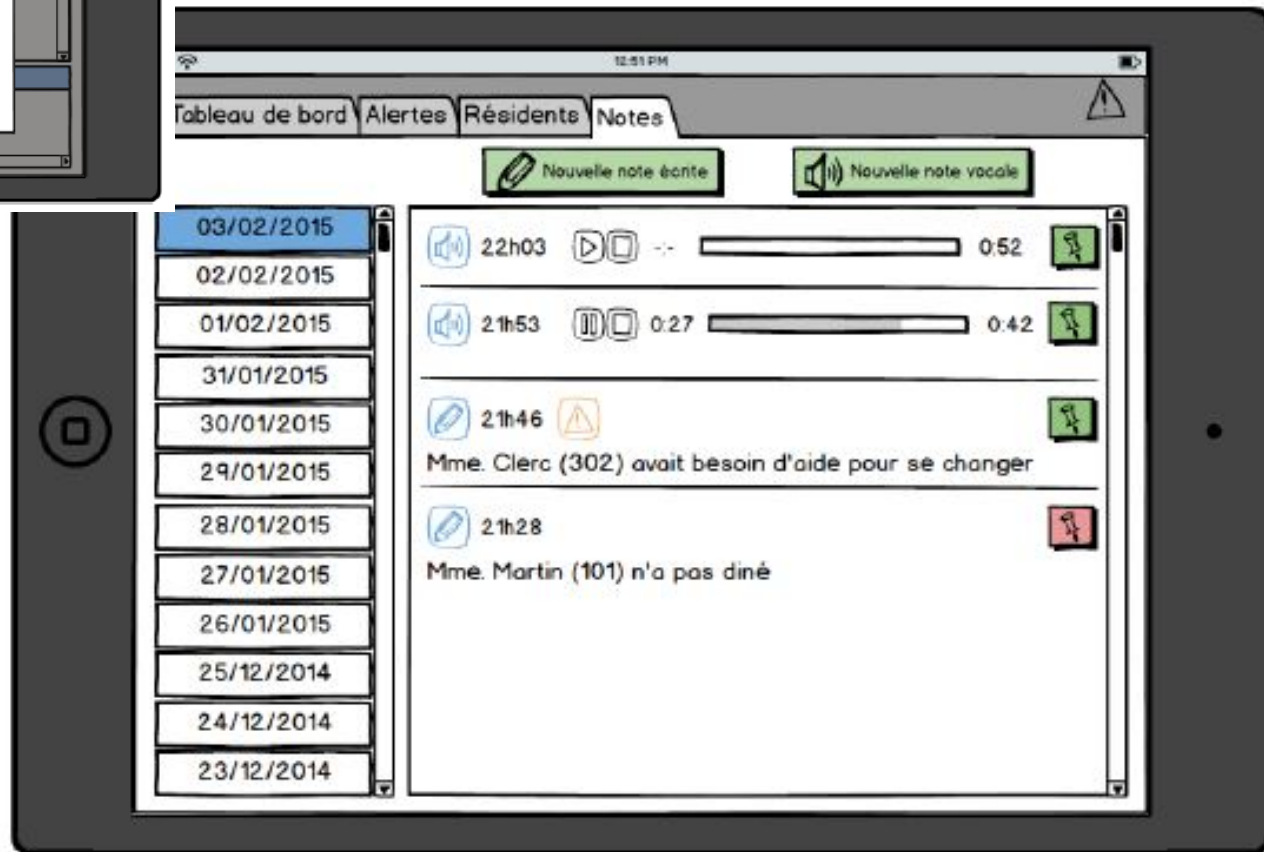 12:51 PM
Tableau de bord Alertes Résidents Notes
Nouvelle note écrite Nouvelle note vocale
03/02/2015
02/02/2015
01/02/2015
31/01/2015
30/01/2015
29/01/2015
28/01/2015
27/01/2015
26/01/2015
25/12/2014
24/12/2014
23/12/2014
22h03 -:- 0:52
21h53 0:27 0:42
21h46
Mme. Clerc (302) avait besoin d'aide pour se changer
21h28
Mme. Martin (101) n'a pas diné